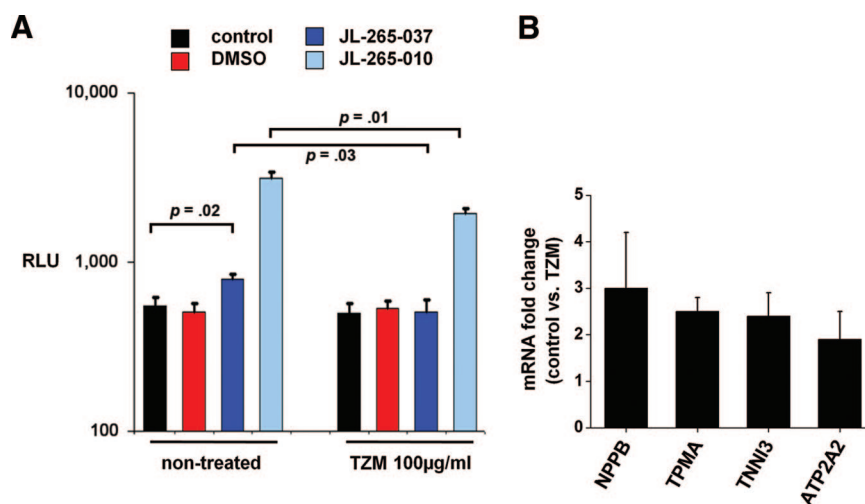 A
control
DMSO
JL-265-037
JL-265-010
10,000
1,000
100
RLU
p = .02
p = .01
p = .03
non-treated
TZM 100µg/ml
B
mRNA fold change
(control vs. TZM)
5
4
3
2
1
0
NPPB
TPMA
TNNI3
ATP2A2